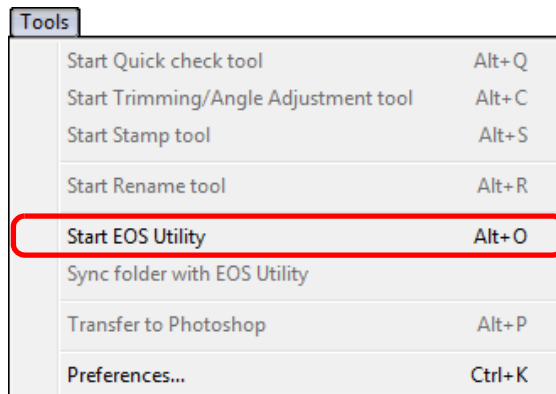 Tools
Start Quick check tool Alt+Q
Start Trimming/Angle Adjustment tool Alt+C
Start Stamp tool Alt+S
Start Rename tool Alt+R
Start EOS Utility Alt+O
Sync folder with EOS Utility
Transfer to Photoshop Alt+P
Preferences... Ctrl+K